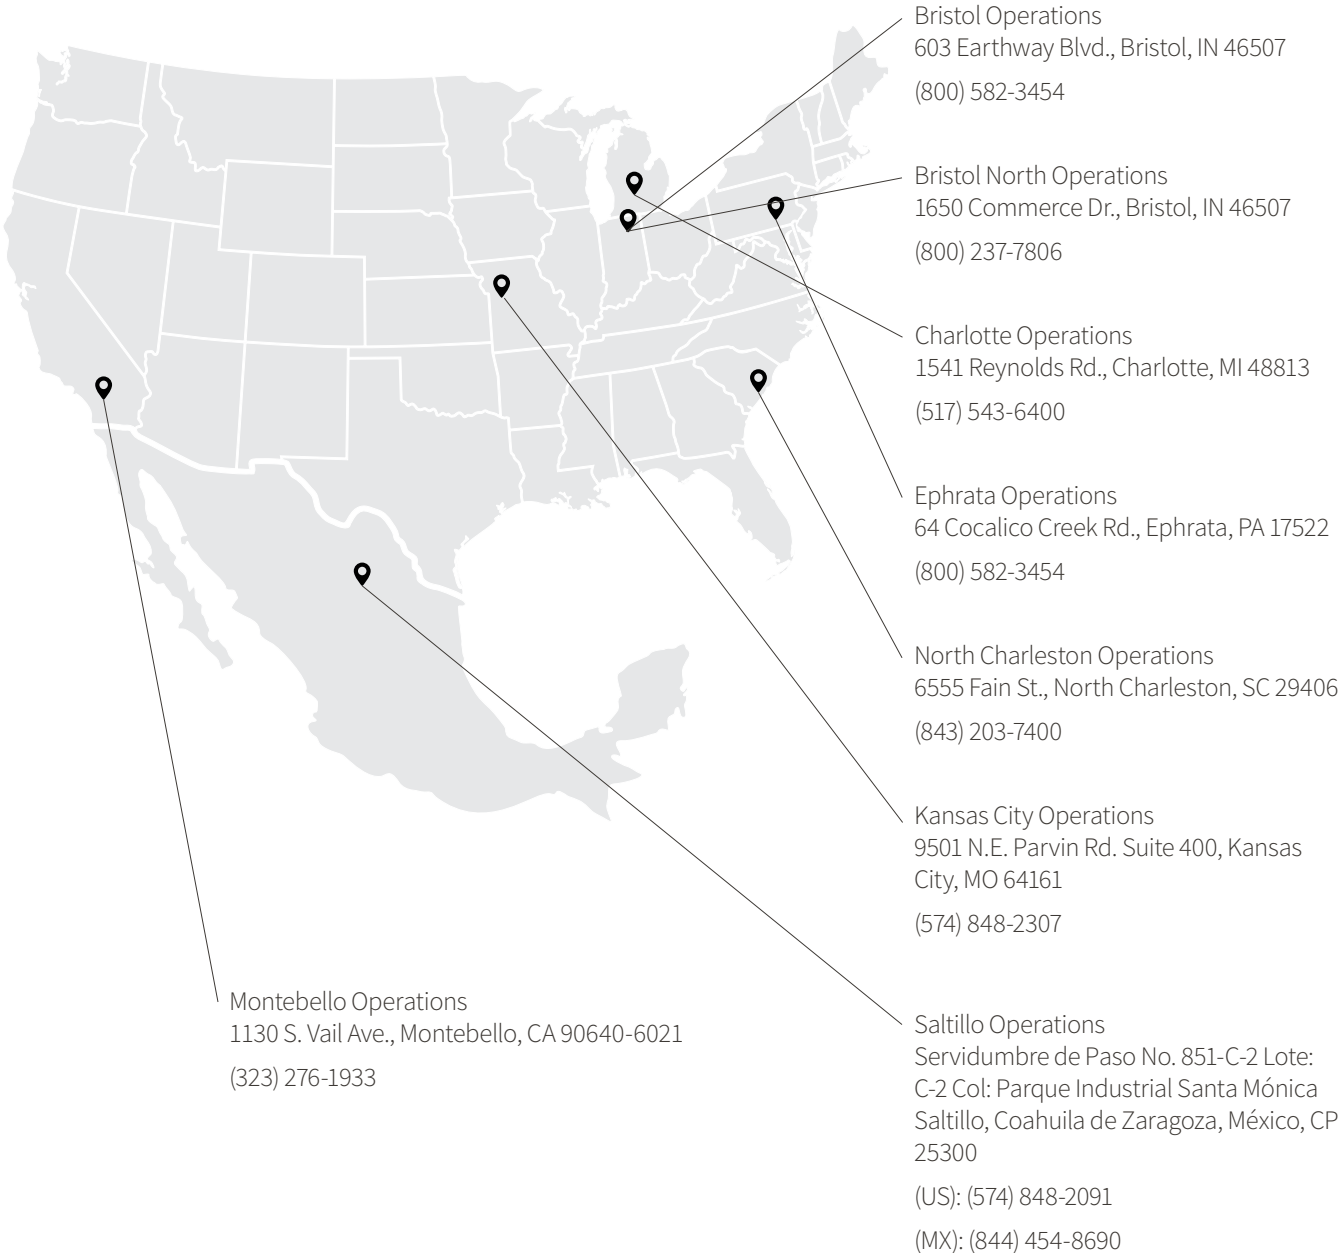 Bristol Operations
603 Earthway Blvd., Bristol, IN 46507
(800) 582-3454
Bristol North Operations
1650 Commerce Dr., Bristol, IN 46507
(800) 237-7806
Charlotte Operations
1541 Reynolds Rd., Charlotte, MI 48813
(517) 543-6400
Ephrata Operations
64 Cocalico Creek Rd., Ephrata, PA 17522
(800) 582-3454
North Charleston Operations
6555 Fain St., North Charleston, SC 29406
(843) 203-7400
Kansas City Operations
9501 N.E. Parvin Rd. Suite 400, Kansas
City, MO 64161
(574) 848-2307
Montebello Operations
1130 S. Vail Ave., Montebello, CA 90640-6021
(323) 276-1933
Saltillo Operations
Servidumbre de Paso No. 851-C-2 Lote:
C-2 Col: Parque Industrial Santa Mónica
Saltillo, Coahuila de Zaragoza, México, CP
25300
(US): (574) 848-2091
(MX): (844) 454-8690